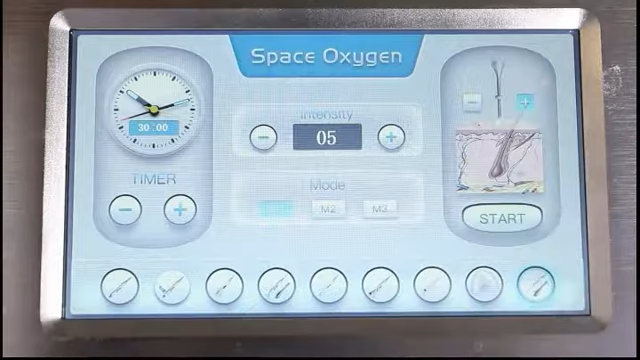 Space Oxygen
30:00
TIMER
Intensity
05
Mode
M2
M3
START